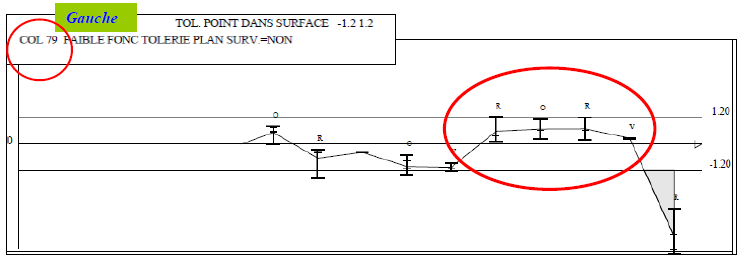 Gauche
TOL. POINT DANS SURFACE -1.2 1.2
COL 79 FAIBLE FONC TOLERIE PLAN SURV.=NON
R O R
O V 1.20
R
0 O
-1.20